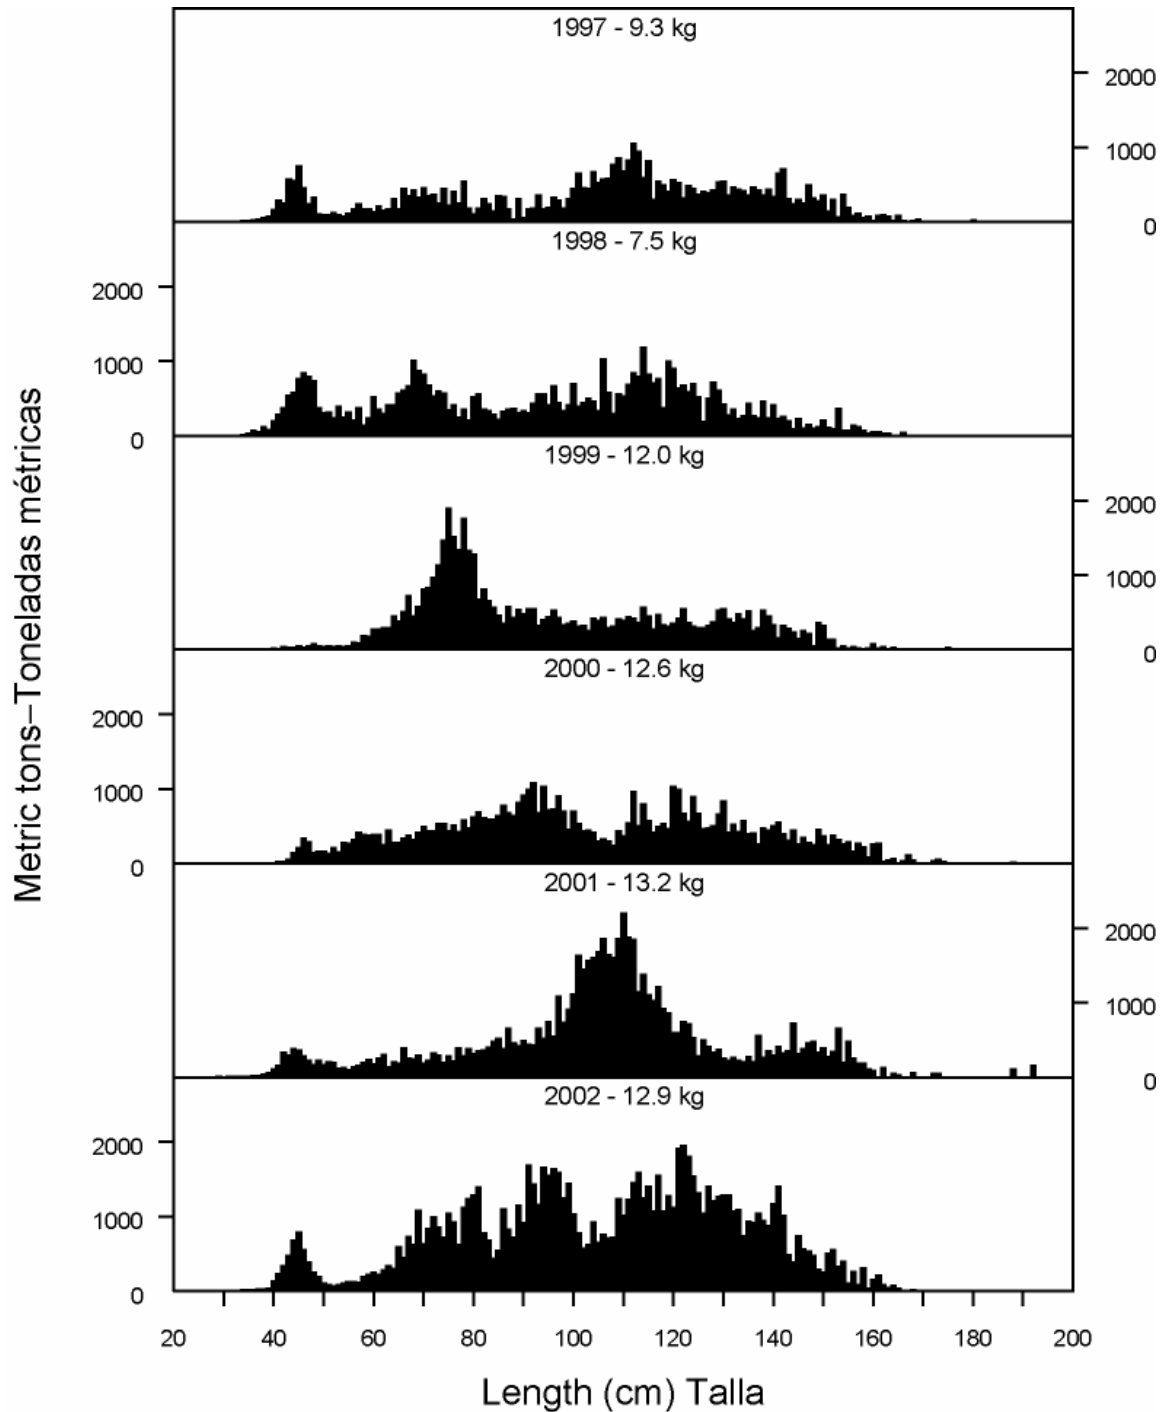 1997 - 9.3 kg
2000
1000
0
1998 - 7.5 kg
2000
1000
0
1999 - 12.0 kg
2000
1000
0
2000 - 12.6 kg
2000
1000
0
2001 - 13.2 kg
2000
1000
0
2002 - 12.9 kg
2000
1000
0
Metric tons–Toneladas métricas
20 40 60 80 100 120 140 160 180 200
Length (cm) Talla